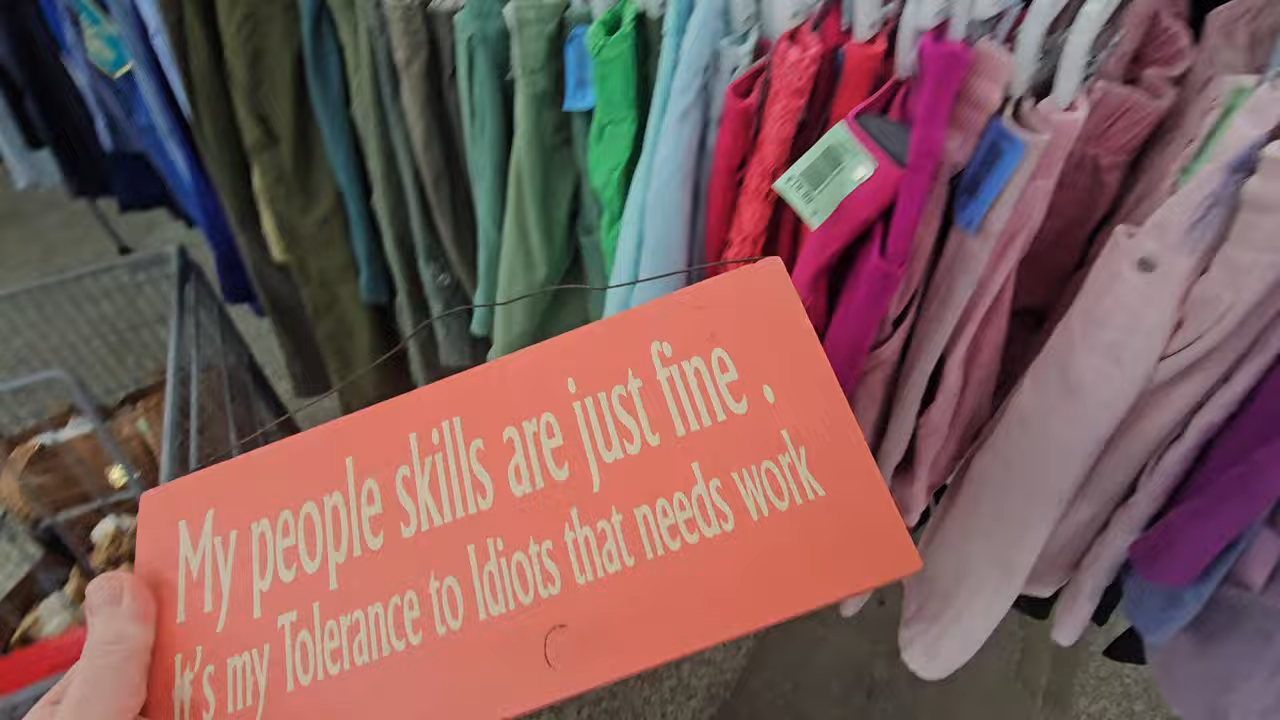 My people skills are just fine .
It's my Tolerance to Idiots that needs work